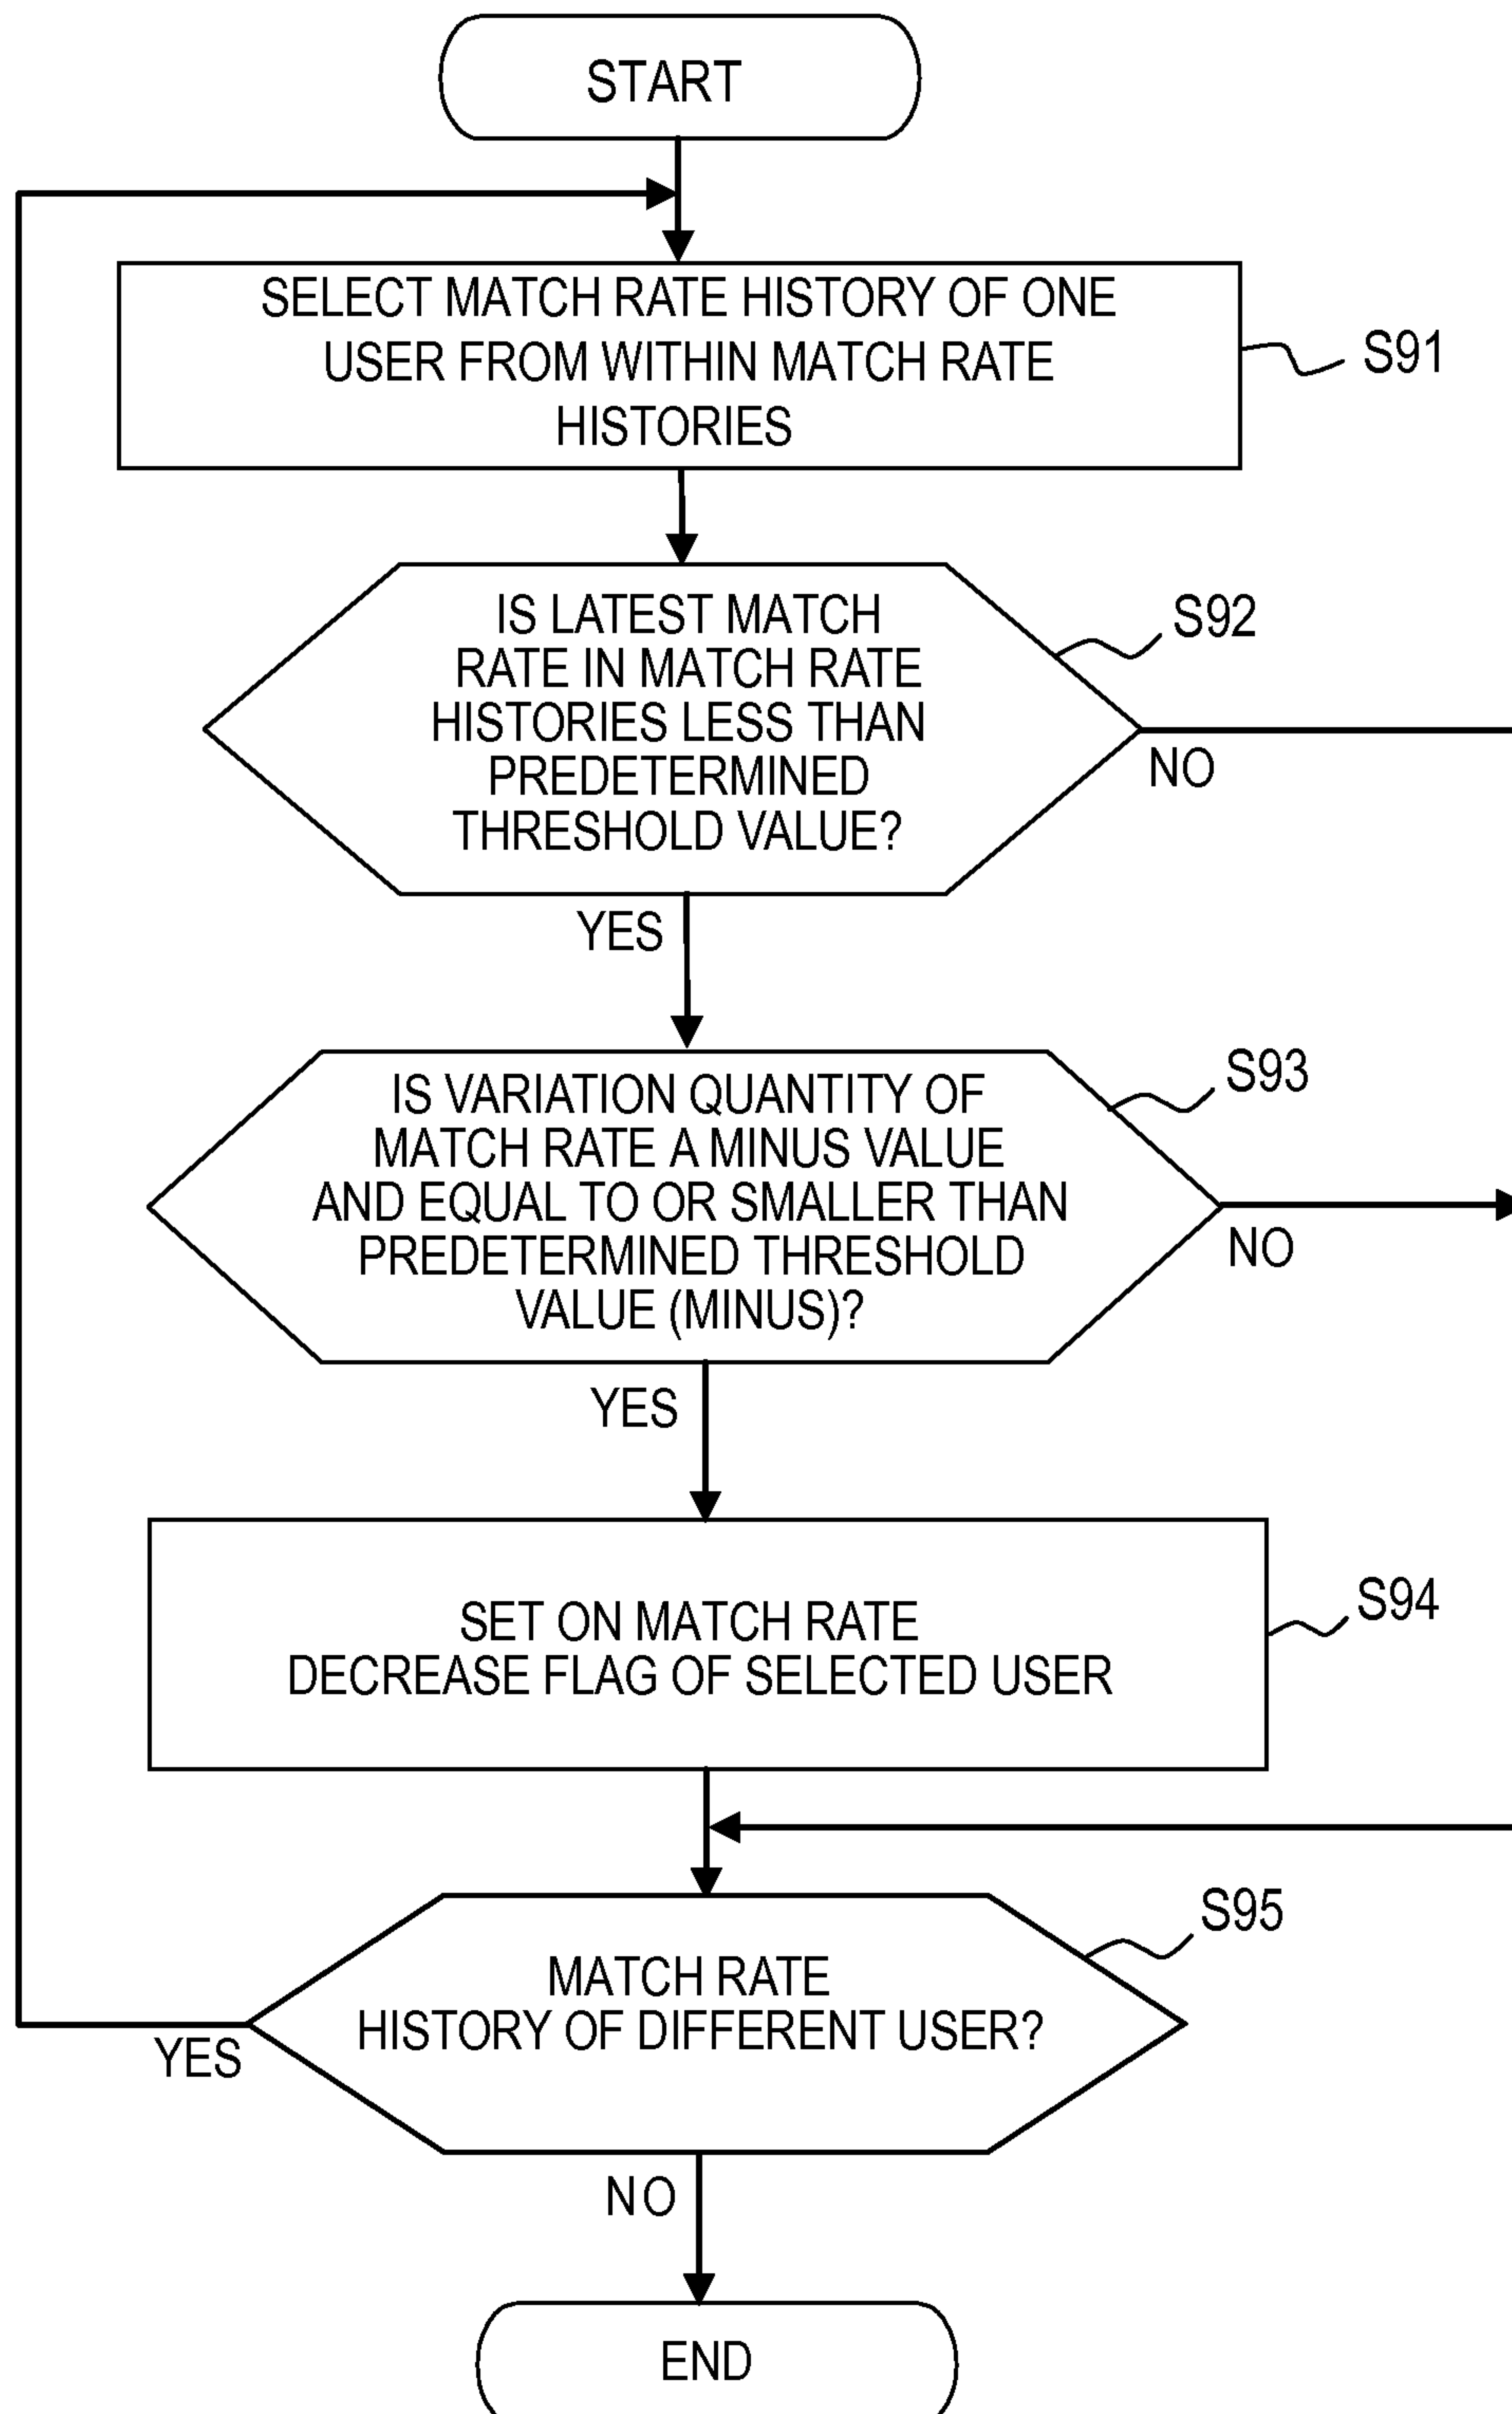 START
SELECT MATCH RATE HISTORY OF ONE
USER FROM WITHIN MATCH RATE
HISTORIES
S91
IS LATEST MATCH
RATE IN MATCH RATE
HISTORIES LESS THAN
PREDETERMINED
THRESHOLD VALUE?
S92
NO
YES
IS VARIATION QUANTITY OF
MATCH RATE A MINUS VALUE
AND EQUAL TO OR SMALLER THAN
PREDETERMINED THRESHOLD
VALUE (MINUS)?
S93
NO
YES
SET ON MATCH RATE
DECREASE FLAG OF SELECTED USER
S94
MATCH RATE
HISTORY OF DIFFERENT USER?
S95
YES
NO
END